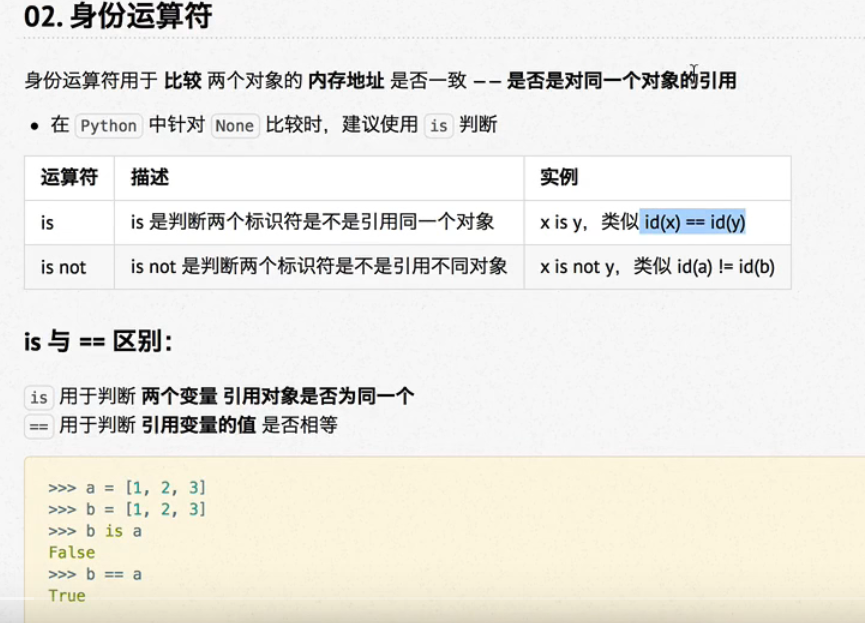 02. 身份运算符
身份运算符用于 比较 两个对象的 内存地址 是否一致 -- 是否是对同一个对象的引用
• 在 Python 中针对 None 比较时，建议使用 is 判断
运算符 描述 实例
is is 是判断两个标识符是不是引用同一个对象 x is y，类似 id(x) == id(y)
is not is not 是判断两个标识符是不是引用不同对象 x is not y，类似 id(a) != id(b)
is 与 == 区别：
is 用于判断 两个变量 引用对象是否为同一个
== 用于判断 引用变量的值 是否相等
>>> a = [1, 2, 3]
>>> b = [1, 2, 3]
>>> b is a
False
>>> b == a
True